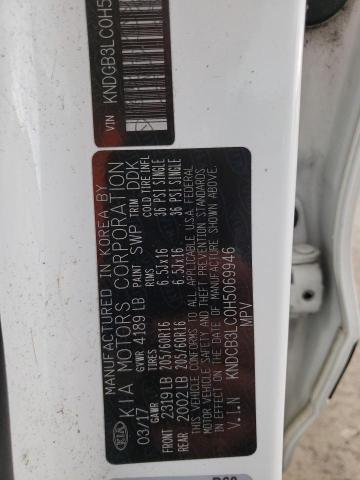 VIN KNDCB3LC0H5
MANUFACTURED IN KOREA BY
KIA MOTORS CORPORATION
KIA
03/17 GVWR 4189 LB PAINT SWP TRIM DDK
GAWR TIRES RIMS COLD TIRE INFL
FRONT 2319 LB 205/60R16 6.5JX16 36 PSI SINGLE
REAR 2002 LB 205/60R16 6.5JX16 36 PSI SINGLE
THIS VEHICLE CONFORMS TO ALL APPLICABLE U.S.A. FEDERAL
MOTOR VEHICLE SAFETY AND THEFT PREVENTION STANDARDS
IN EFFECT ON THE DATE OF MANUFACTURE SHOWN ABOVE
V.I.N KNDCB3LC0H5069946
MPV